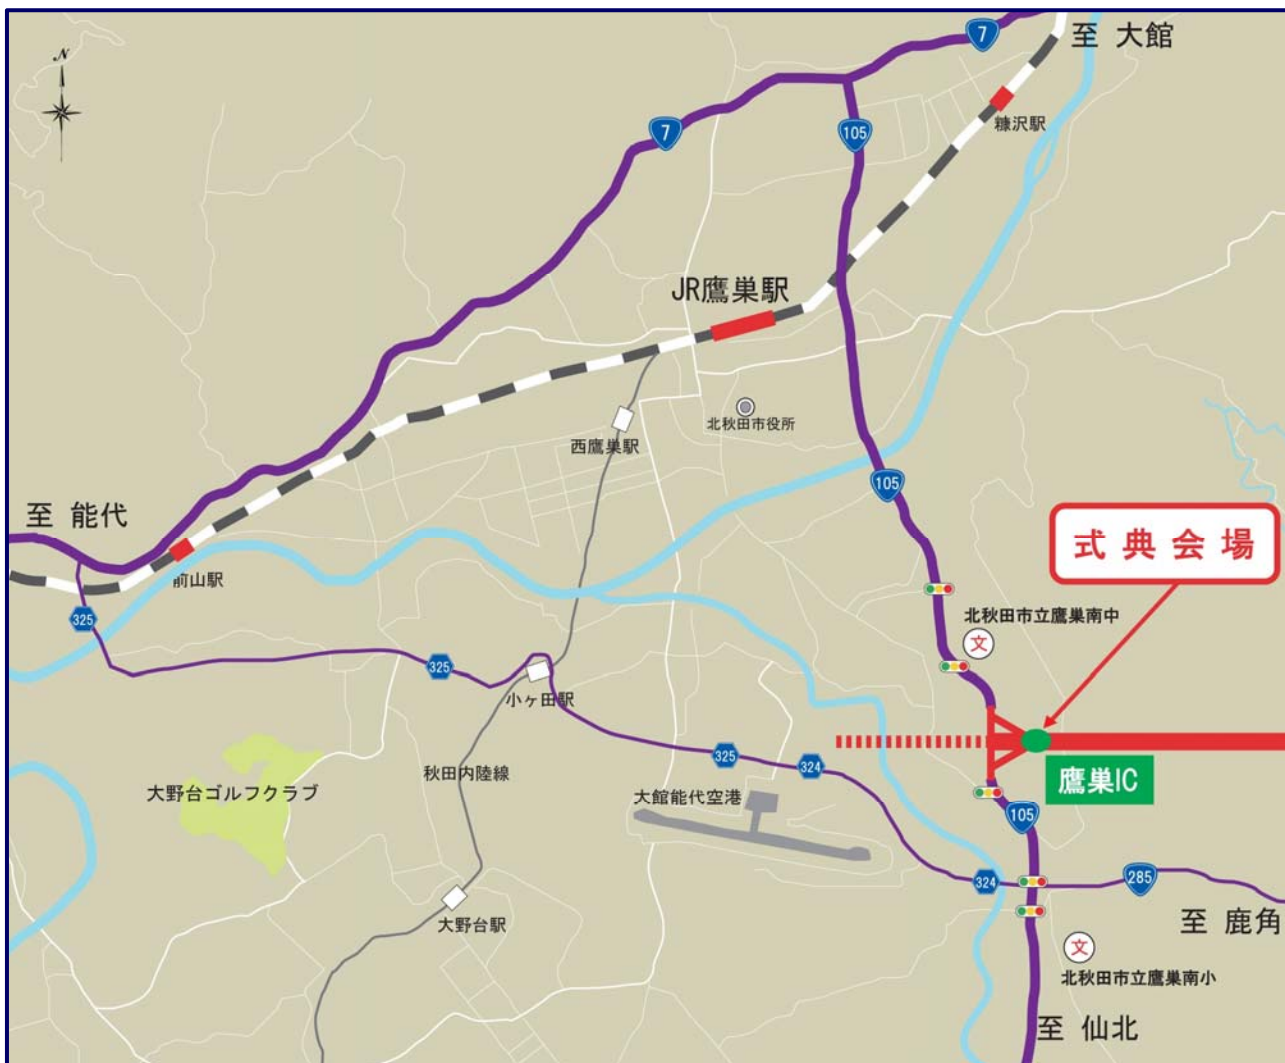 N
7
至 大館
105
糠沢駅
7
JR鷹巣駅
北秋田市役所
西鷹巣駅
105
至 能代
式典会場
前山駅
325
北秋田市立鷹巣南中
文
325
小ヶ田駅
325
324
秋田内陸線
大野台ゴルフクラブ
大館能代空港
鷹巣IC
105
324
285
大野台駅
至 鹿角
文
北秋田市立鷹巣南小
至 仙北